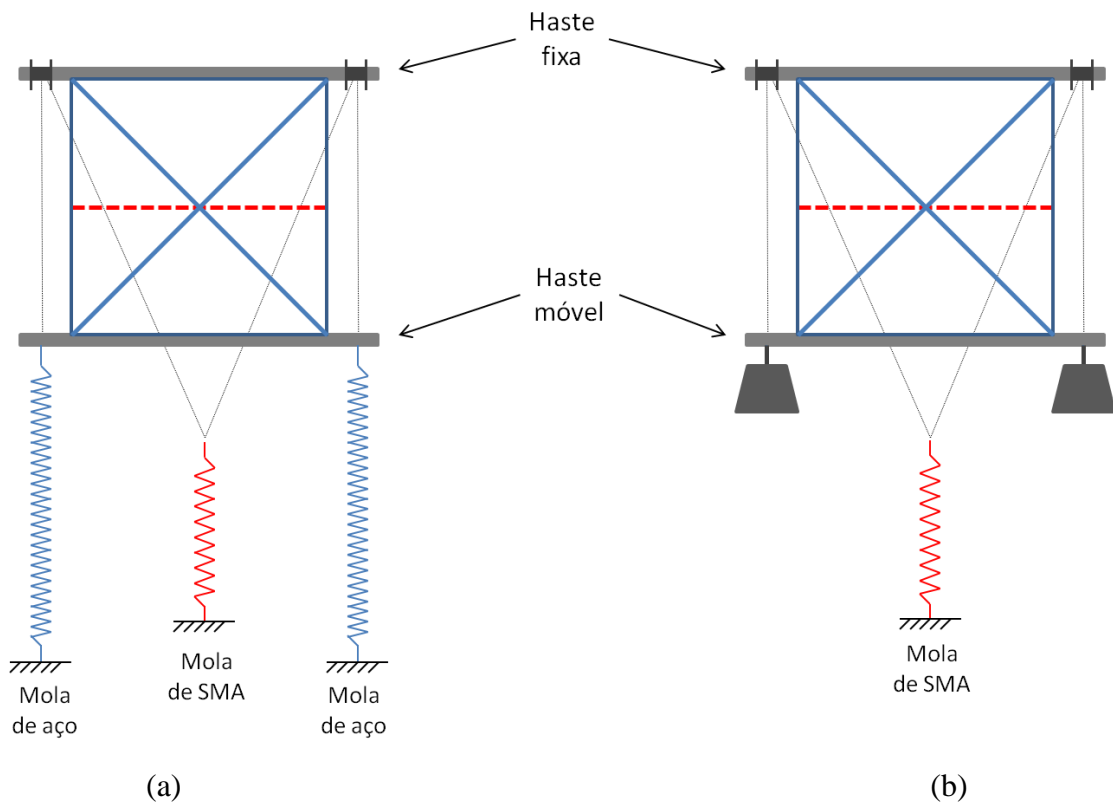 Haste
fixa
Haste
móvel
Mola
de aço
Mola
de SMA
Mola
de aço
Mola
de SMA
(a)
(b)